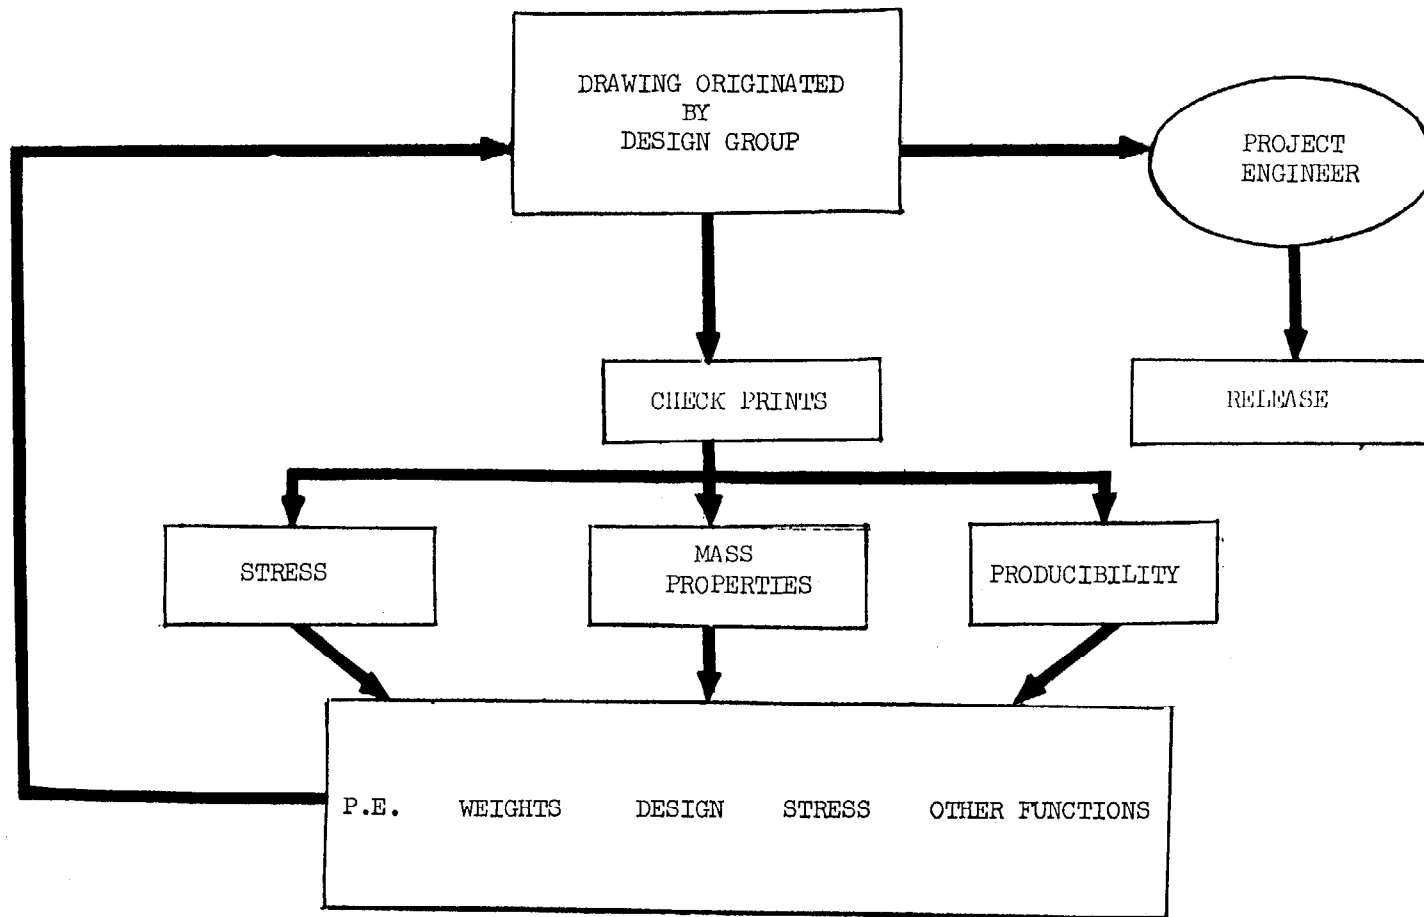 DRAWING ORIGINATED
BY
DESIGN GROUP
PROJECT
ENGINEER
CHECK PRINTS
RELEASE
STRESS
MASS
PROPERTIES
PRODUCIBILITY
P.E. WEIGHTS DESIGN STRESS OTHER FUNCTIONS